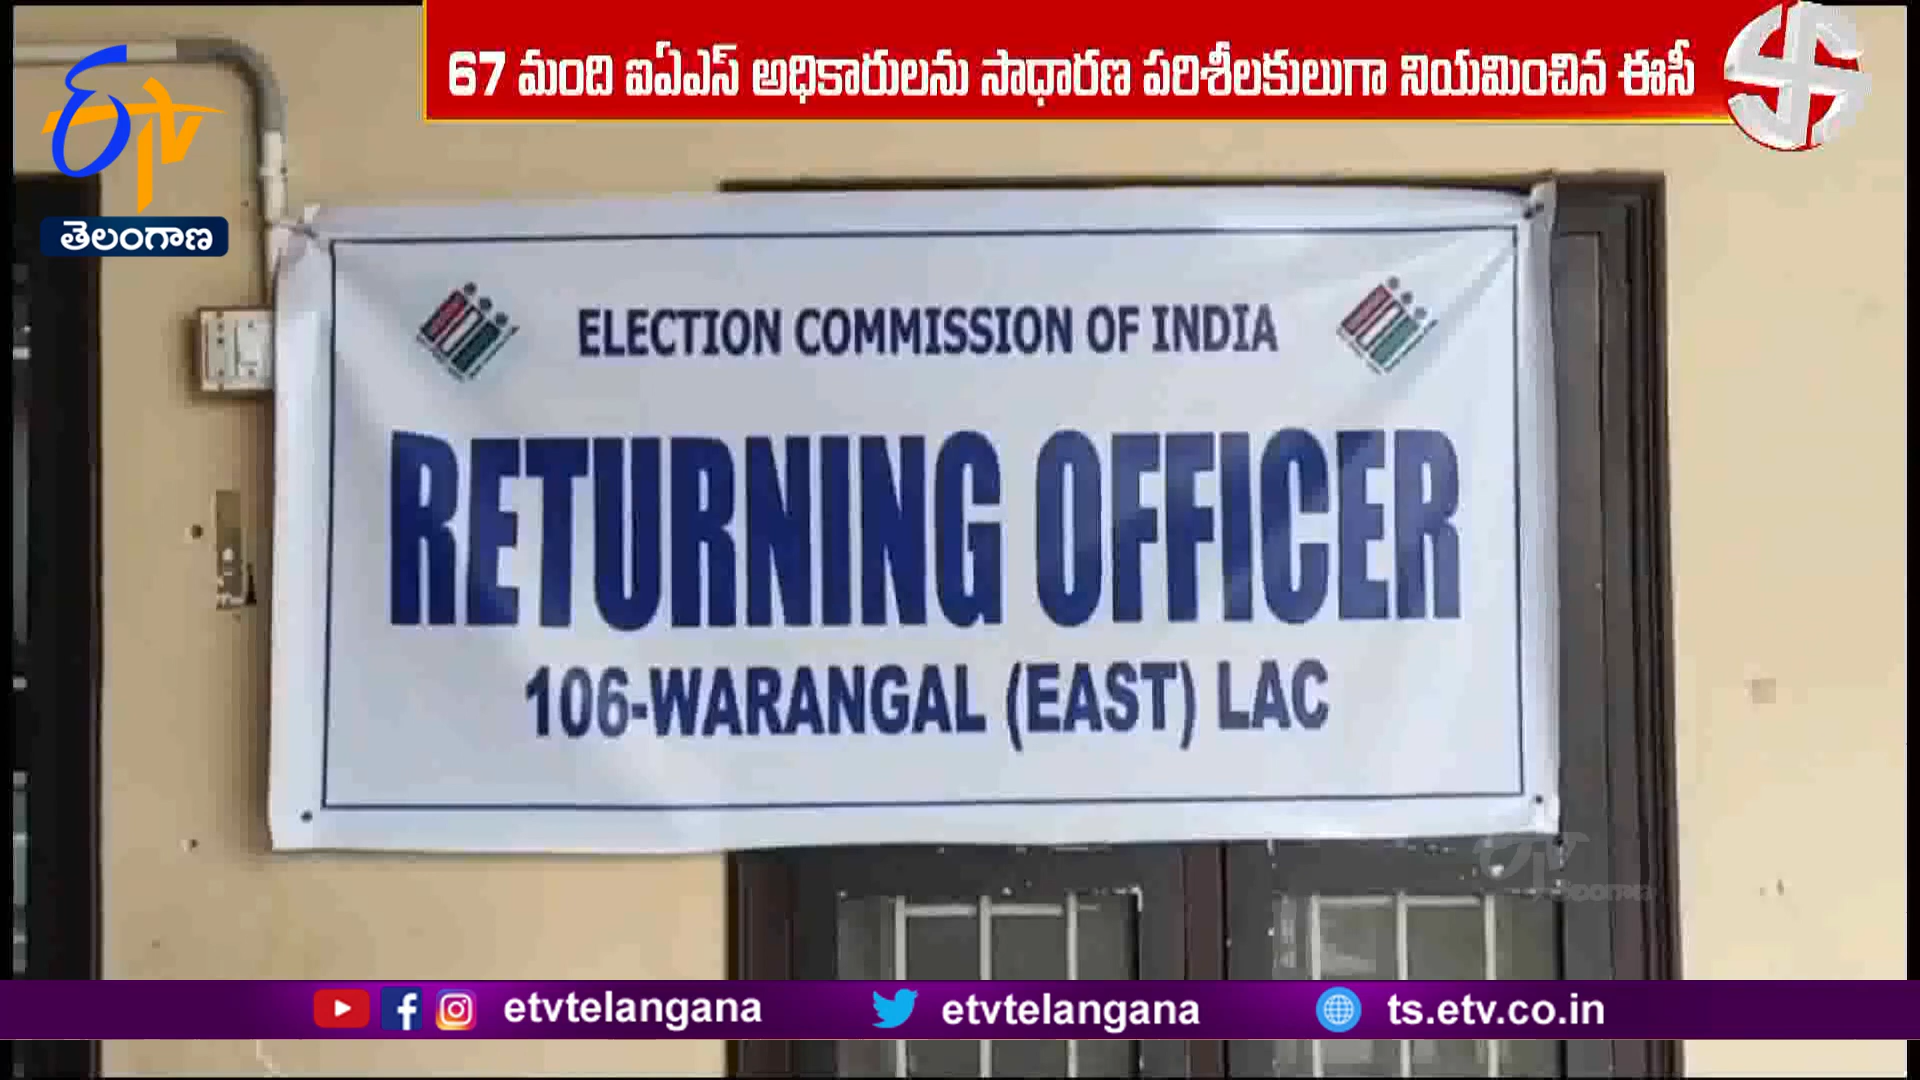 67 మంది ఐఏఎస్ అధికారులను సాధారణ పరిశీలకులుగా నియమించిన ఈసీ
ETV
తెలంగాణ
ELECTION COMMISSION OF INDIA
RETURNING OFFICER
106-WARANGAL (EAST) LAC
etvtelangana
etvtelangana
ts.etv.co.in